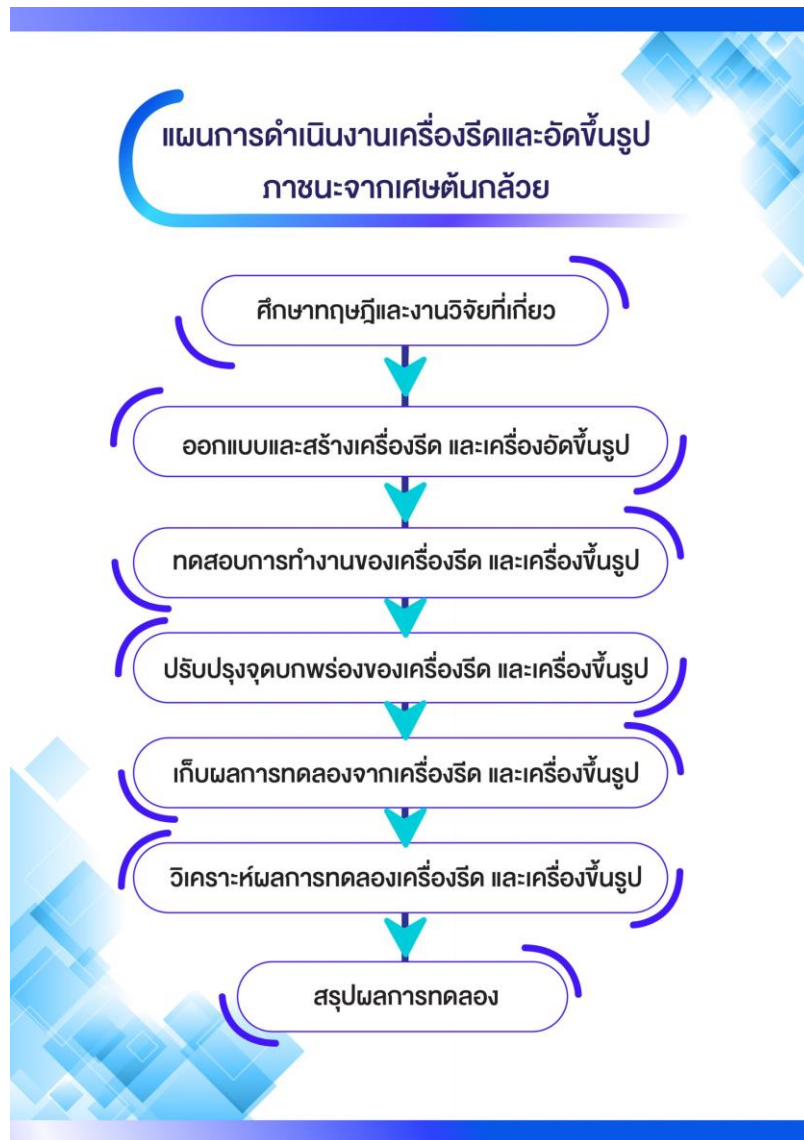 แผนการดำเนินงานเครื่องรีดและอัดขึ้นรูป
ภาชนะจากเศษต้นกล้วย
ศึกษาทฤษฎีและงานวิจัยที่เกี่ยว
ออกแบบและสร้างเครื่องรีด และเครื่องอัดขึ้นรูป
ทดสอบการทำงานของเครื่องรีด และเครื่องขึ้นรูป
ปรับปรุงจุดบกพร่องของเครื่องรีด และเครื่องขึ้นรูป
เก็บผลการทดลองจากเครื่องรีด และเครื่องขึ้นรูป
วิเคราะห์ผลการทดลองเครื่องรีด และเครื่องขึ้นรูป
สรุปผลการทดลอง